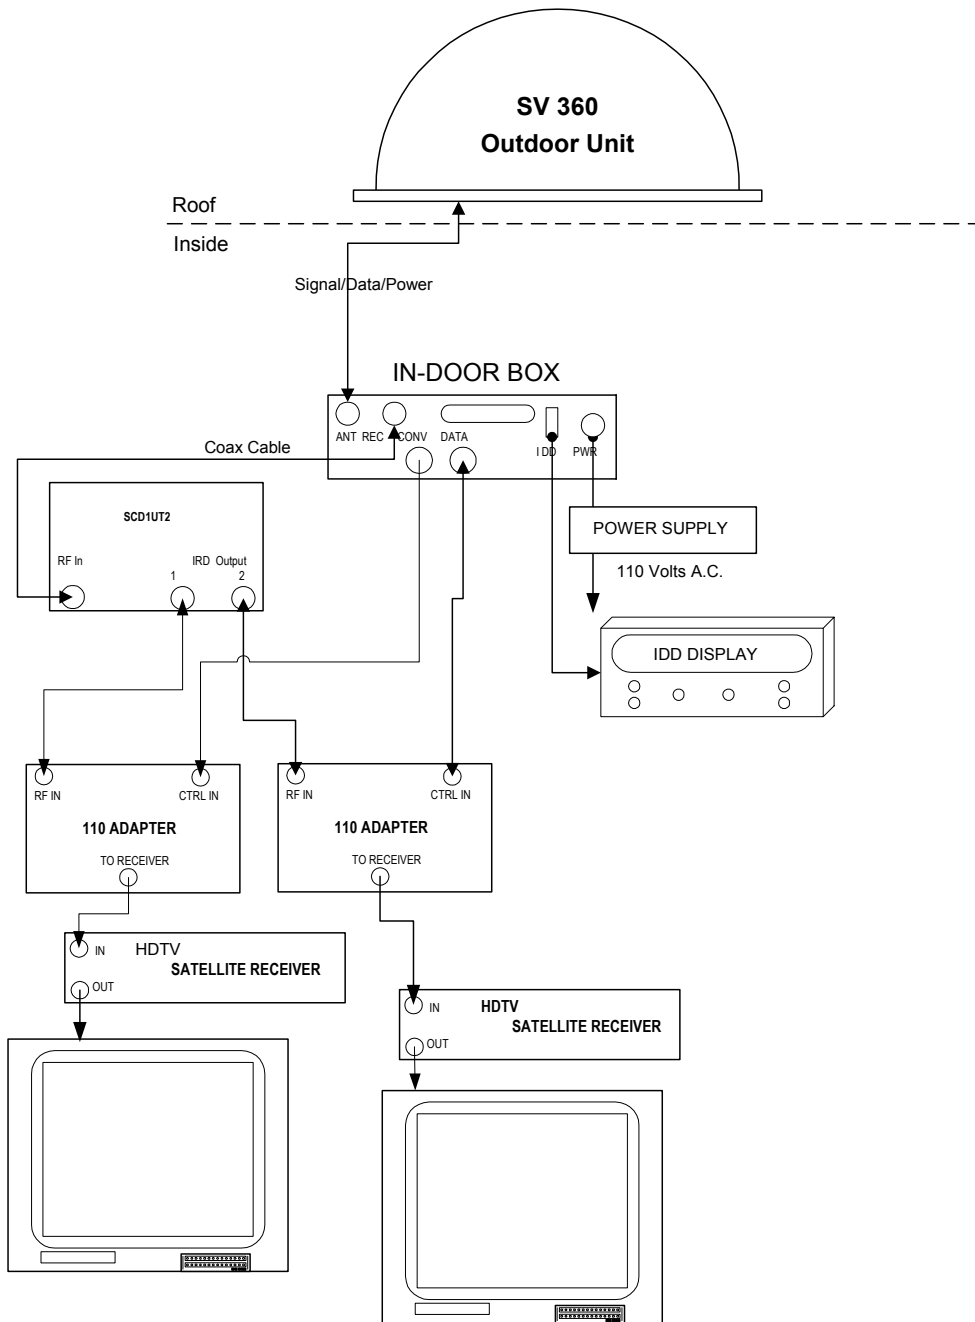 SV 360
Outdoor Unit
Roof
Inside
Signal/Data/Power
IN-DOOR BOX
ANT REC CONV DATA IDD PWR
Coax Cable
SCD1UT2
RF In
IRD Output
1 2
POWER SUPPLY
110 Volts A.C.
IDD DISPLAY
RF IN CTRL IN
110 ADAPTER
TO RECEIVER
RF IN CTRL IN
110 ADAPTER
TO RECEIVER
IN HDTV
SATELLITE RECEIVER
OUT
IN HDTV
SATELLITE RECEIVER
OUT